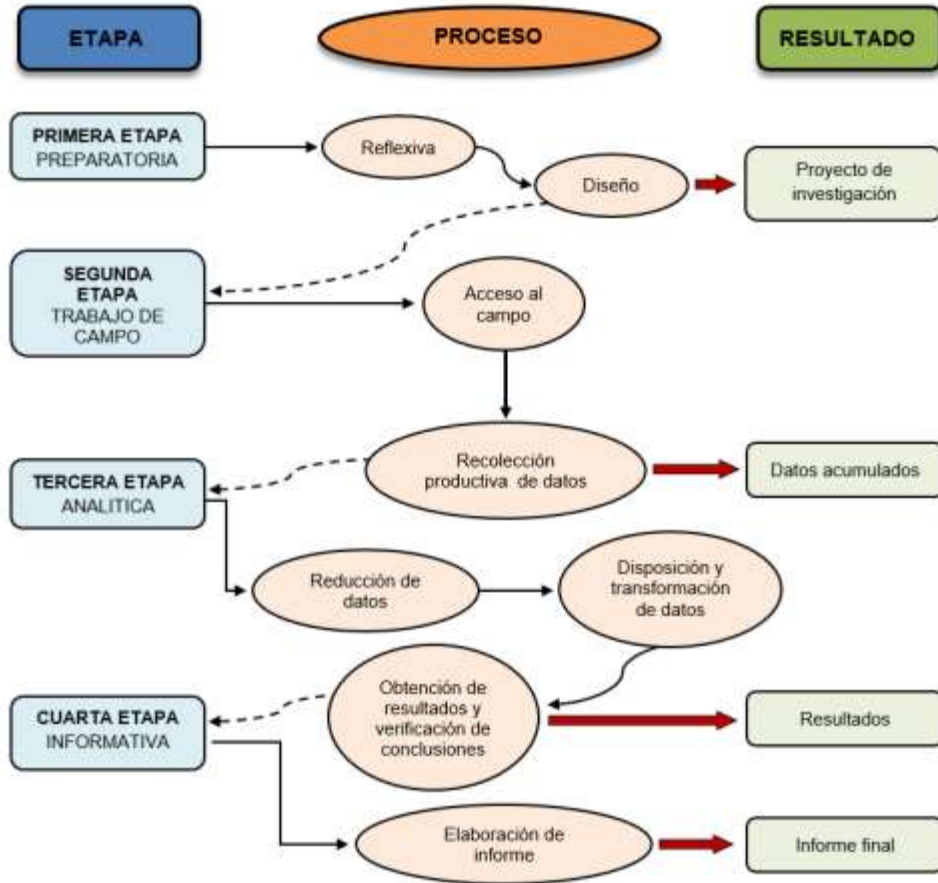 ETAPA
PROCESO
RESULTADO
PRIMERA ETAPA
PREPARATORIA
Reflexiva
Diseño
Proyecto de
investigación
SEGUNDA
ETAPA
TRABAJO DE
CAMPO
Acceso al
campo
TERCERA ETAPA
ANALITICA
Recolección
productiva de datos
Datos acumulados
Reducción de
datos
Disposición y
transformación
de datos
CUARTA ETAPA
INFORMATIVA
Obtención de
resultados y
verificación de
conclusiones
Resultados
Elaboración de
informe
Informe final